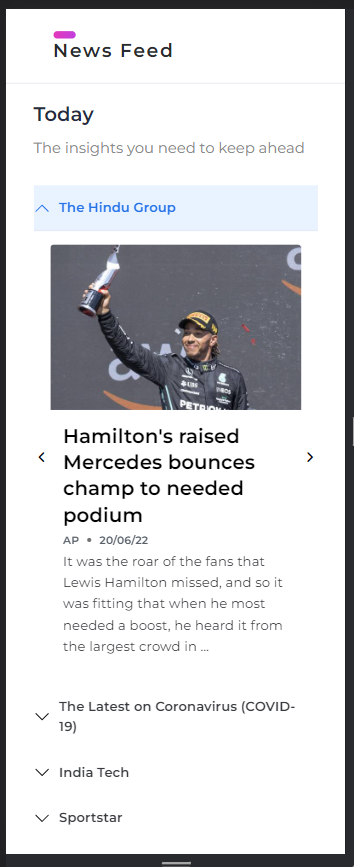 News Feed
Today
The insights you need to keep ahead
The Hindu Group
Hamilton's raised
Mercedes bounces
champ to needed
podium
AP • 20/06/22
It was the roar of the fans that
Lewis Hamilton missed, and so it
was fitting that when he most
needed a boost, he heard it from
the largest crowd in ...
The Latest on Coronavirus (COVID-
19)
India Tech
Sportstar